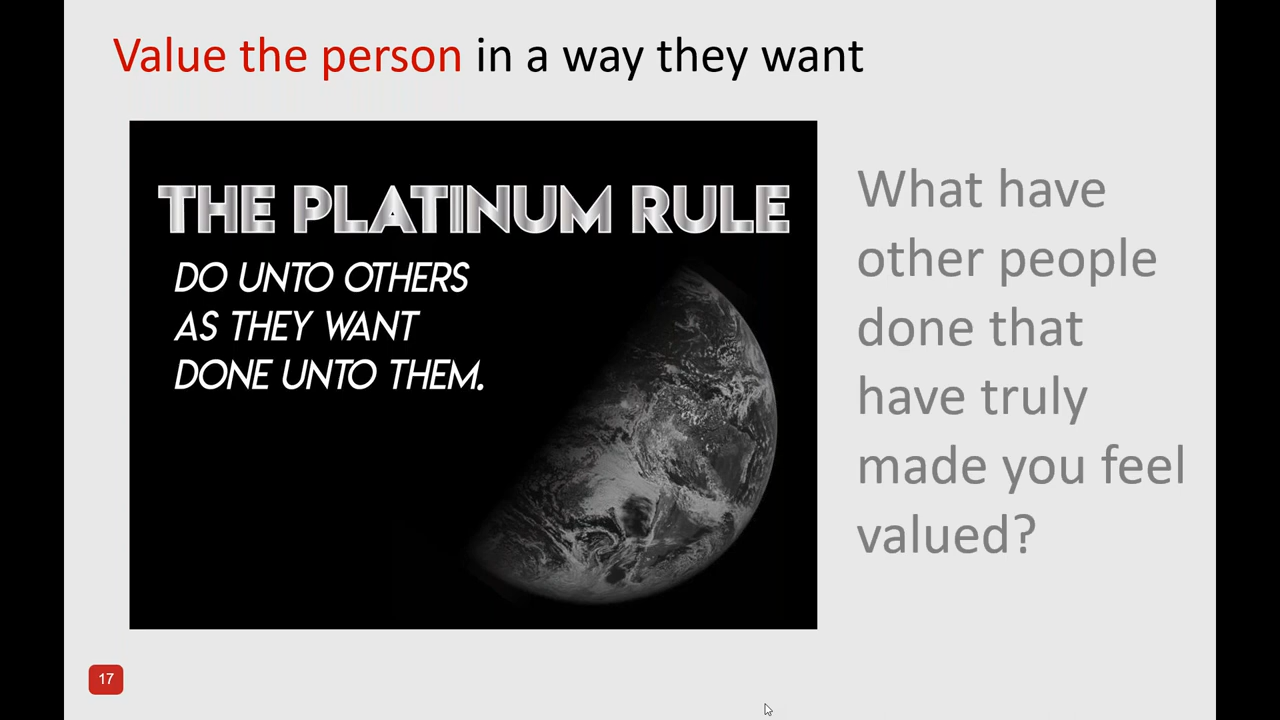 Value the person in a way they want
THE PLATINUM RULE
DO UNTO OTHERS
AS THEY WANT
DONE UNTO THEM.
What have
other people
done that
have truly
made you feel
valued?
17